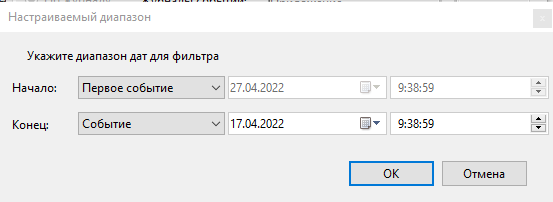 Настраиваемый диапазон
Укажите диапазон дат для фильтра
Начало: Первое событие 27.04.2022 9:38:59
Конец: Событие 17.04.2022 9:38:59
ОК Отмена